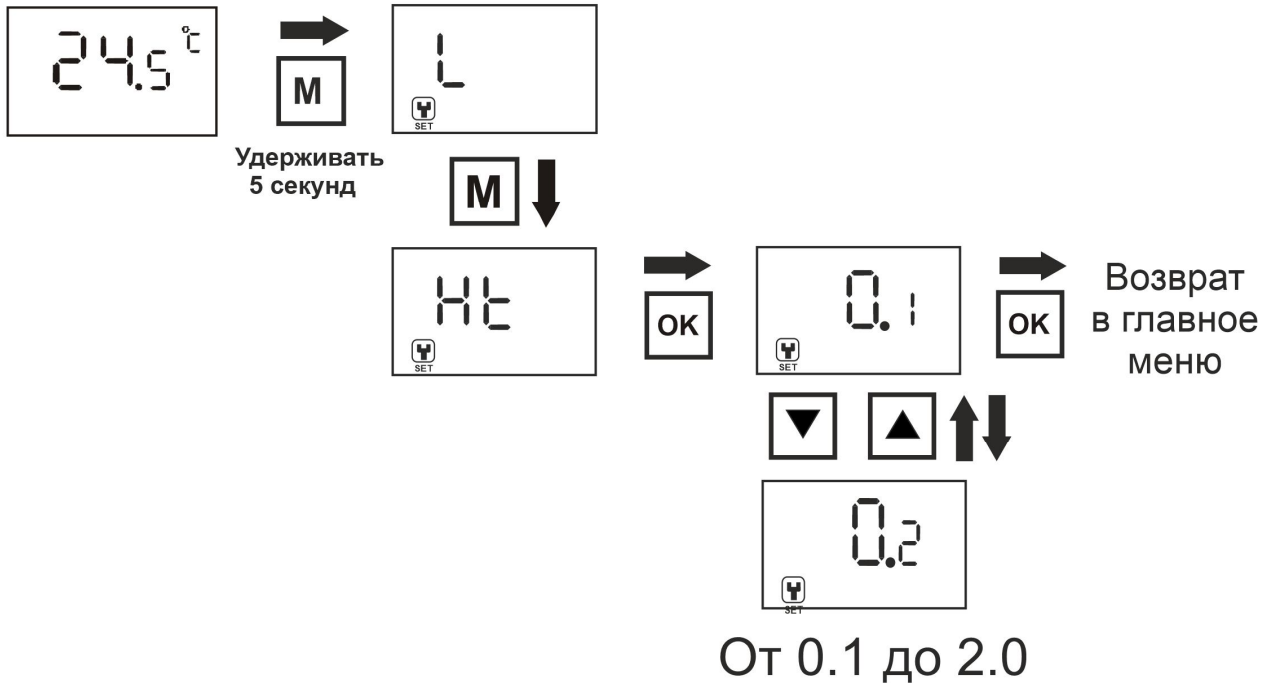 24.5 °C
M
Удерживать
5 секунд
L
SET
M
Ht
SET
OK
0.1
SET
OK
Возврат
в главное
меню
0.2
SET
От 0.1 до 2.0